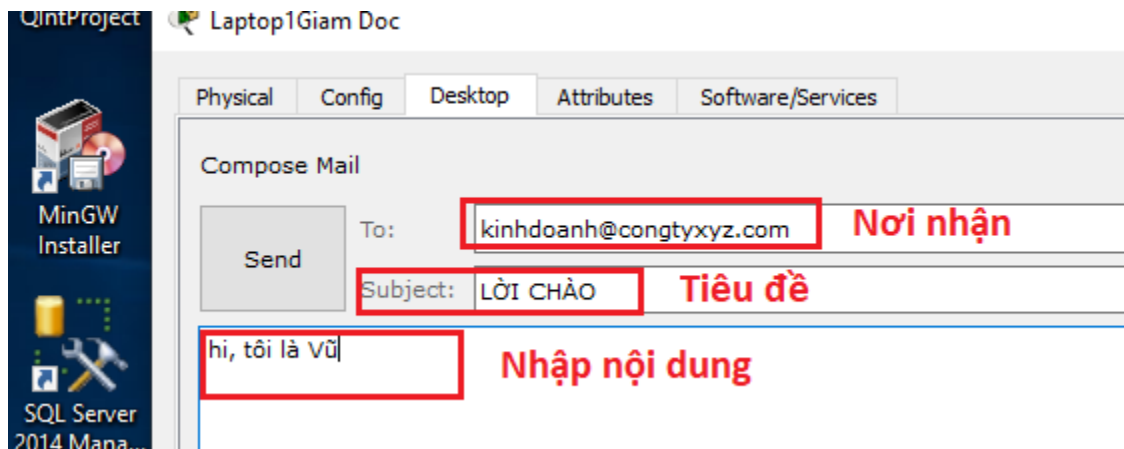 QIntProject
Laptop1Giam Doc
Physical Config Desktop Attributes Software/Services
Compose Mail
MinGW
Installer
Send
To: kinhdoanh@congtyxyz.com Nơi nhận
Subject: LỜI CHÀO Tiêu đề
hi, tôi là Vũ
Nhập nội dung
SQL Server
2014 Mana...